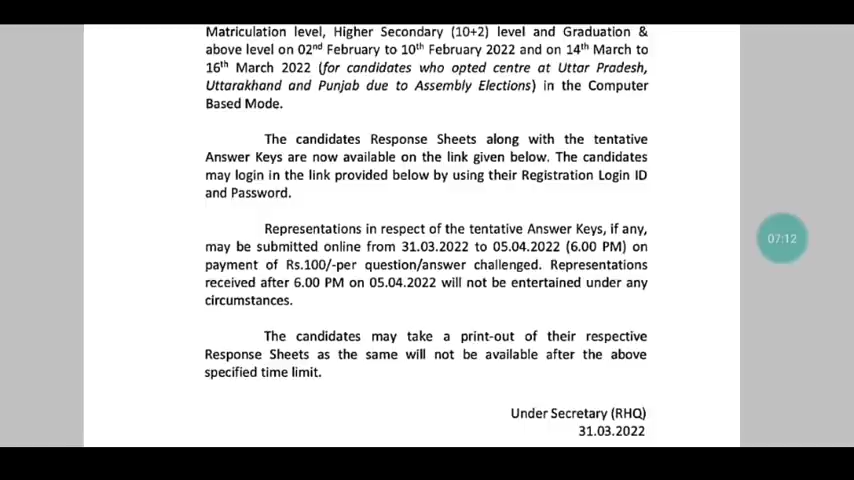 Matriculation level, Higher Secondary (10+2) level and Graduation &
above level on 02nd February to 10th February 2022 and on 14th March to
16th March 2022 (for candidates who opted centre at Uttar Pradesh,
Uttarakhand and Punjab due to Assembly Elections) in the Computer
Based Mode.
The candidates Response Sheets along with the tentative
Answer Keys are now available on the link given below. The candidates
may login in the link provided below by using their Registration Login ID
and Password.
Representations in respect of the tentative Answer Keys, if any,
may be submitted online from 31.03.2022 to 05.04.2022 (6.00 PM) on
payment of Rs.100/-per question/answer challenged. Representations
received after 6.00 PM on 05.04.2022 will not be entertained under any
circumstances.
The candidates may take a print-out of their respective
Response Sheets as the same will not be available after the above
specified time limit.
Under Secretary (RHQ)
31.03.2022
07:12